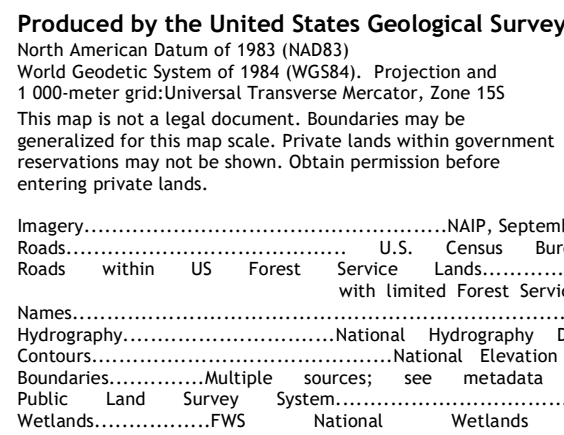 Produced by the United States Geological Survey
North American Datum of 1983 (NAD83)
World Geodetic System of 1984 (WGS84). Projection and
1 000-meter grid:Universal Transverse Mercator, Zone 15S
This map is not a legal document. Boundaries may be
generalized for this map scale. Private lands within government
reservations may not be shown. Obtain permission before
entering private lands.
Imagery....................................................NAIP,
Roads........................................ U.S. Census
Roads within US Forest Service Lands............
with limited Forest
Names......................................................................
Hydrography...............................National Hydrography
Contours...........................................National Elevation
Boundaries..............Multiple sources; see metadata
Public Land Survey System..................................
Wetlands.................FWS National Wetlands